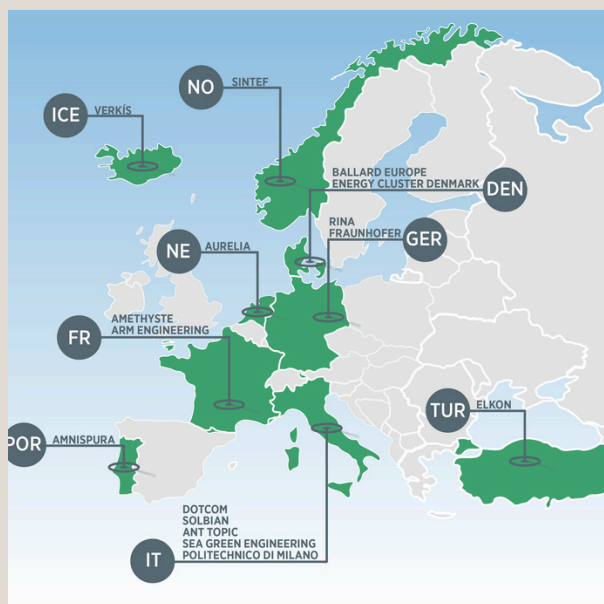 NO
SINTEF
ICE
VERKÍS
BALLARD EUROPE
ENERGY CLUSTER DENMARK
DEN
RINA
FRAUNHOFER
GER
NE
AURELIA
FR
AMETHYSTE
ARM ENGINEERING
TUR
ELKON
POR
AMNISPURA
DOTCOM
SOLBIAN
ANT TOPIC
SEA GREEN ENGINEERING
POLITECHNICO DI MILANO
IT